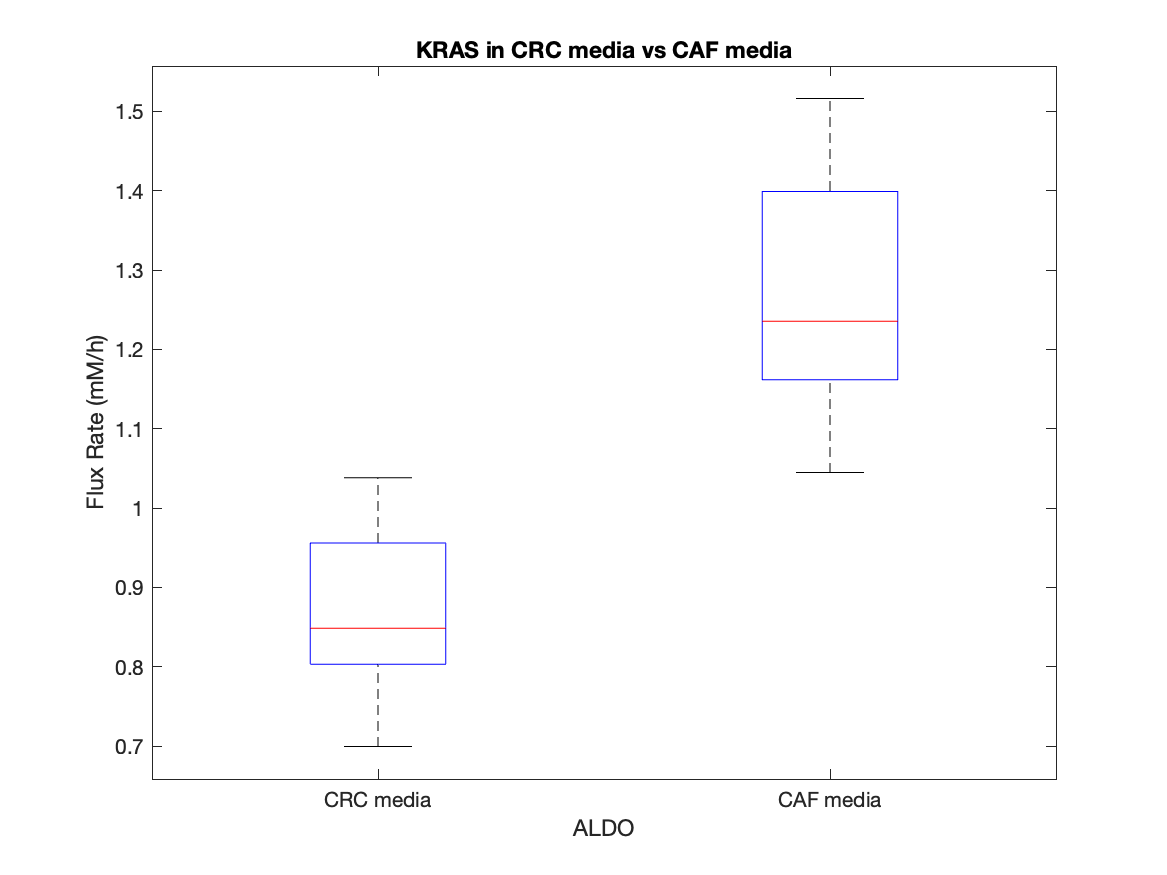 KRAS in CRC media vs CAF media
Flux Rate (mM/h)
1.5
1.4
1.3
1.2
1.1
1
0.9
0.8
0.7
CRC media
CAF media
ALDO